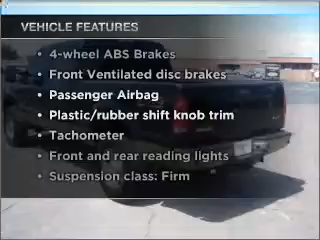 VEHICLE FEATURES
• 4-wheel ABS Brakes
• Front Ventilated disc brakes
• Passenger Airbag
• Plastic/rubber shift knob trim
• Tachometer
• Front and rear reading lights
• Suspension class: Firm